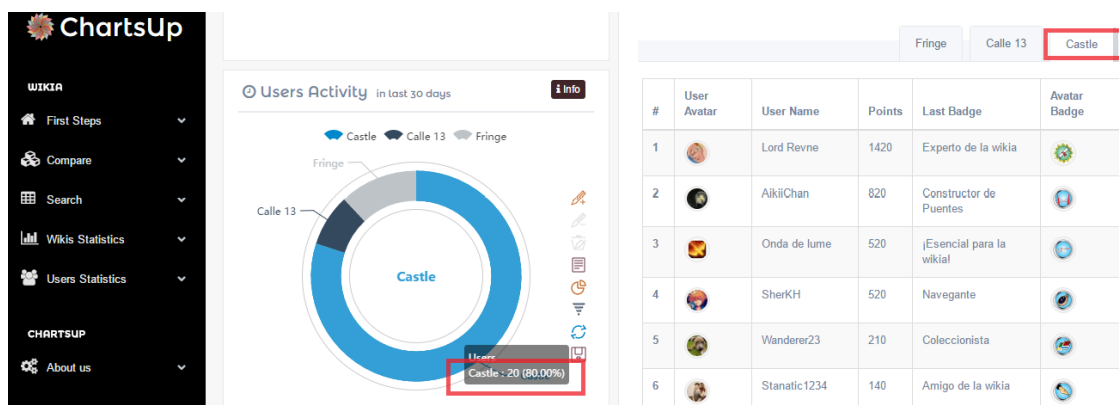 ChartsUp
WIKIA
First Steps
Compare
Search
Wikis Statistics
Users Statistics
CHARTSUP
About us
Users Activity in last 30 days
i Info
Castle Calle 13 Fringe
Fringe
Calle 13
Castle
Users
Castle : 20 (80.00%)
Fringe Calle 13 Castle
# User Avatar User Name Points Last Badge Avatar Badge
1 Lord Revne 1420 Experto de la wikia
2 AikiiChan 820 Constructor de
Puentes
3 Onda de lume 520 ¡Esencial para la
wikia!
4 SherKH 520 Navegante
5 Wanderer23 210 Coleccionista
6 Stanatic1234 140 Amigo de la wikia